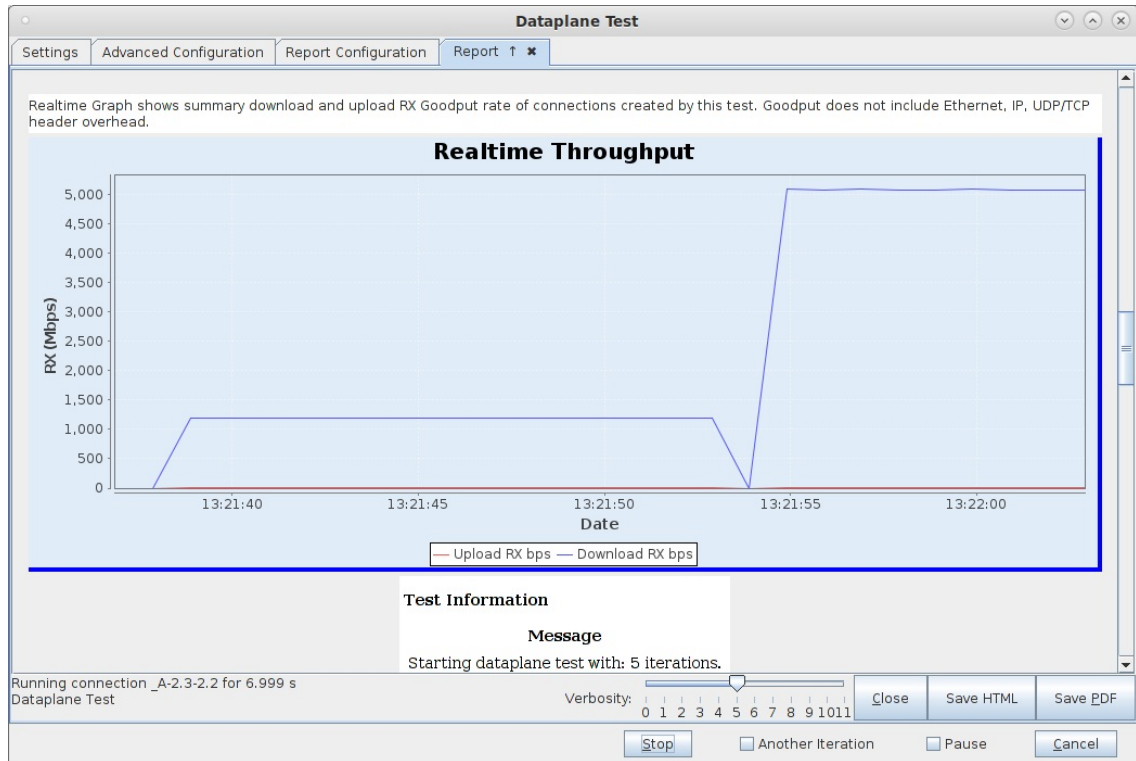 Dataplane Test
Settings
Advanced Configuration
Report Configuration
Report ↑ ✖
Realtime Graph shows summary download and upload RX Goodput rate of connections created by this test. Goodput does not include Ethernet, IP, UDP/TCP
header overhead.
Realtime Throughput
RX (Mbps)
5,000
4,500
4,000
3,500
3,000
2,500
2,000
1,500
1,000
500
0
13:21:40 13:21:45 13:21:50 13:21:55 13:22:00
Date
Upload RX bps Download RX bps
Test Information
Message
Starting dataplane test with: 5 iterations.
Running connection _A-2.3-2.2 for 6.999 s
Dataplane Test
Verbosity:
0 1 2 3 4 5 6 7 8 9 1011
Close
Save HTML
Save PDF
Stop
Another Iteration
Pause
Cancel